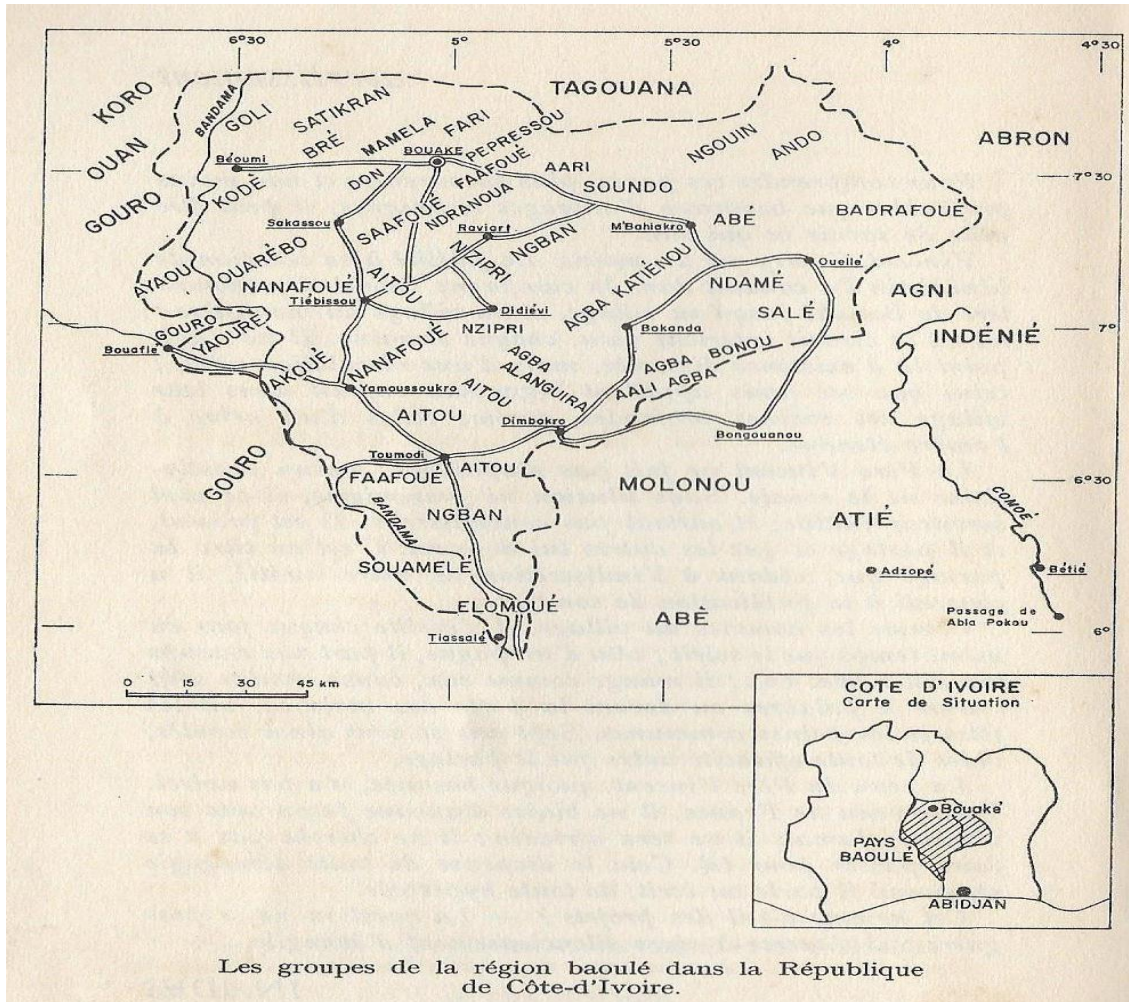 6°30
5°
5°30
4°
4°30
KORO
OUAN
GOURO
BANDAMA
GOLI
SATIKRAN
BRÉ
MAMELA
FARI
PEPRESSOU
TAGOUANA
NGOUIN
ANDO
ABRON
Béoumi
KODÈ
BOUAKE
DON
FAAFOUÉ
AARI
SOUNDO
7°30
Sakassou
SAAFOUÉ
NDRANOUA
Raviart
NGBAN
M'Bahiakro
ABÉ
BADRAFOUÉ
AYAOU
OUARÈBO
NANAFOUÉ
AITOU
NZIPRI
AGBA KATIÉNOU
NDAMÉ
Ouellé
AGNI
Tiébissou
Didiévi
SALÉ
INDÉNIÉ
7°
GOURO
YAOURÉ
NZIPRI
Bokanda
Bouaflé
AKOUÉ
NANAFOUÉ
AGBA
ALANGUIRA
AGBA BONOU
AALI AGBA
Yamoussoukro
AITOU
AITOU
Dimbokro
Bongouanou
GOURO
Toumodi
AITOU
FAAFOUÉ
MOLONOU
6°30
BANDAMA
NGBAN
ATIÉ
COMOÉ
SOUAMELE
Adzopé
Bétié
ELOMOUÉ
ABÈ
Passage de
Abla Pokou
Tiassalé
6°
0 15 30 45 km
COTE D'IVOIRE
Carte de Situation
Bouaké
PAYS
BAOULÉ
ABIDJAN
Les groupes de la région baoulé dans la République
de Côte-d'Ivoire.